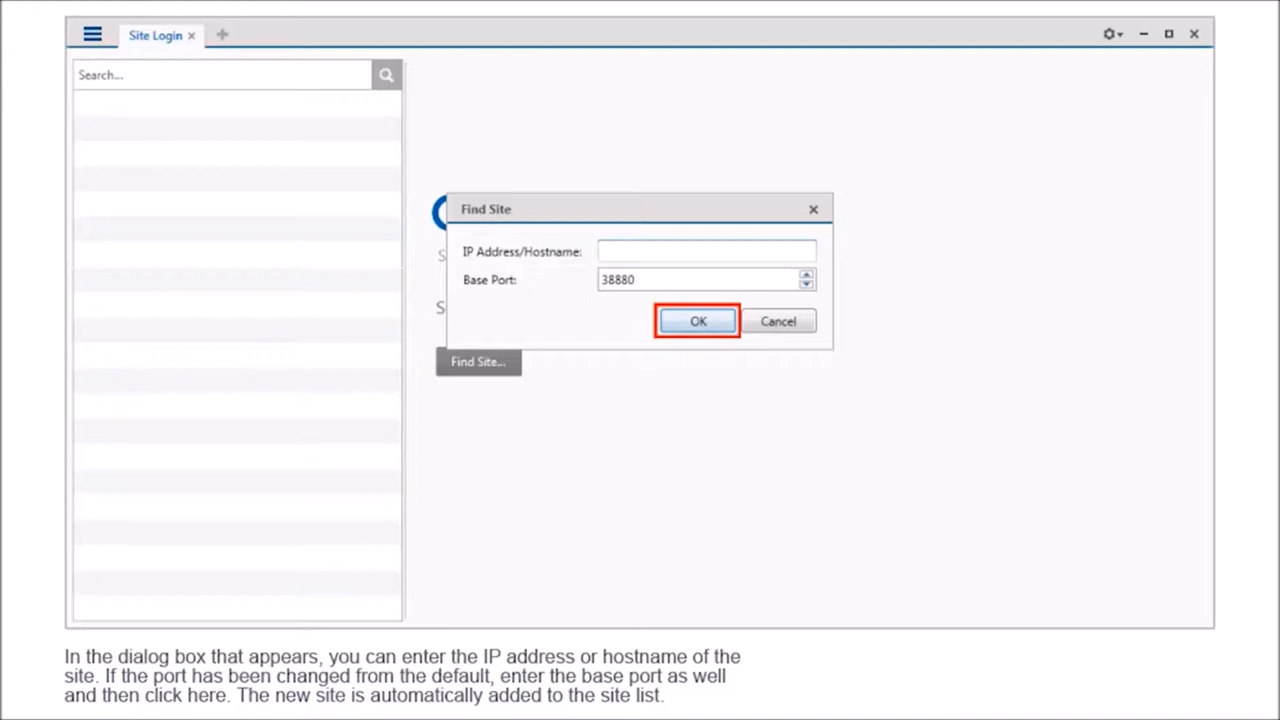 Site Login
Search...
Find Site
IP Address/Hostname:
Base Port:
38880
OK
Cancel
S
S
Find Site...
In the dialog box that appears, you can enter the IP address or hostname of the
site. If the port has been changed from the default, enter the base port as well
and then click here. The new site is automatically added to the site list.